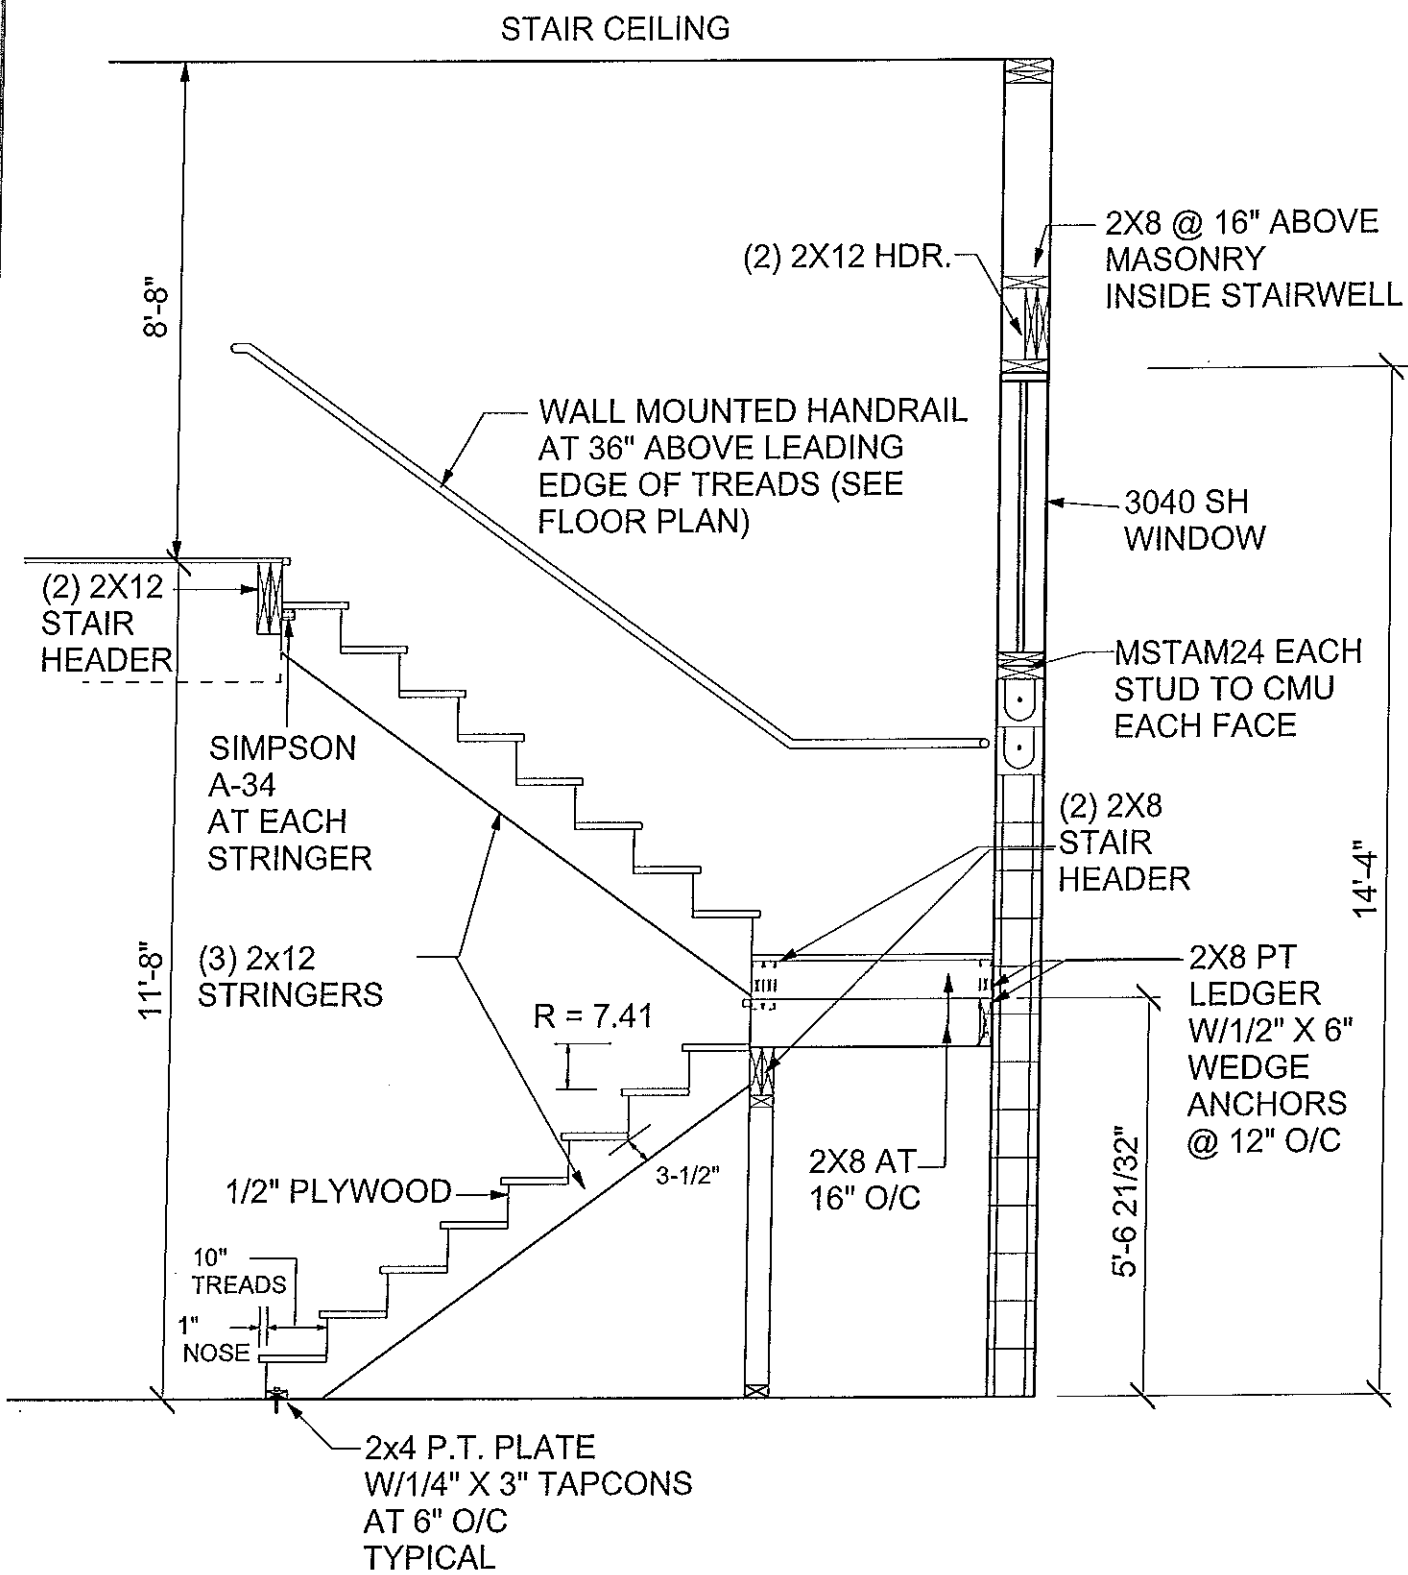 STAIR CEILING
8'-8"
(2) 2X12 HDR.
2X8 @ 16" ABOVE
MASONRY
INSIDE STAIRWELL
WALL MOUNTED HANDRAIL
AT 36" ABOVE LEADING
EDGE OF TREADS (SEE
FLOOR PLAN)
3040 SH
WINDOW
(2) 2X12
STAIR
HEADER
MSTAM24 EACH
STUD TO CMU
EACH FACE
SIMPSON
A-34
AT EACH
STRINGER
(2) 2X8
STAIR
HEADER
14'-4"
11'-8"
(3) 2x12
STRINGERS
R = 7.41
2X8 PT
LEDGER
W/1/2" X 6"
WEDGE
ANCHORS
@ 12" O/C
3-1/2"
2X8 AT
16" O/C
5'-6 21/32"
1/2" PLYWOOD
10"
TREADS
1"
NOSE
2x4 P.T. PLATE
W/1/4" X 3" TAPCONS
AT 6" O/C
TYPICAL